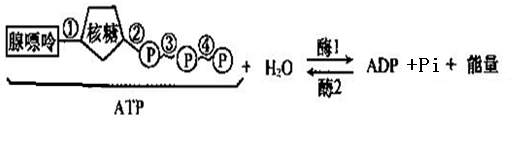 ① ② ③ ④
腺嘌呤 核糖 P P P + H₂O 酶1 酶2 ADP +Pi + 能量
ATP